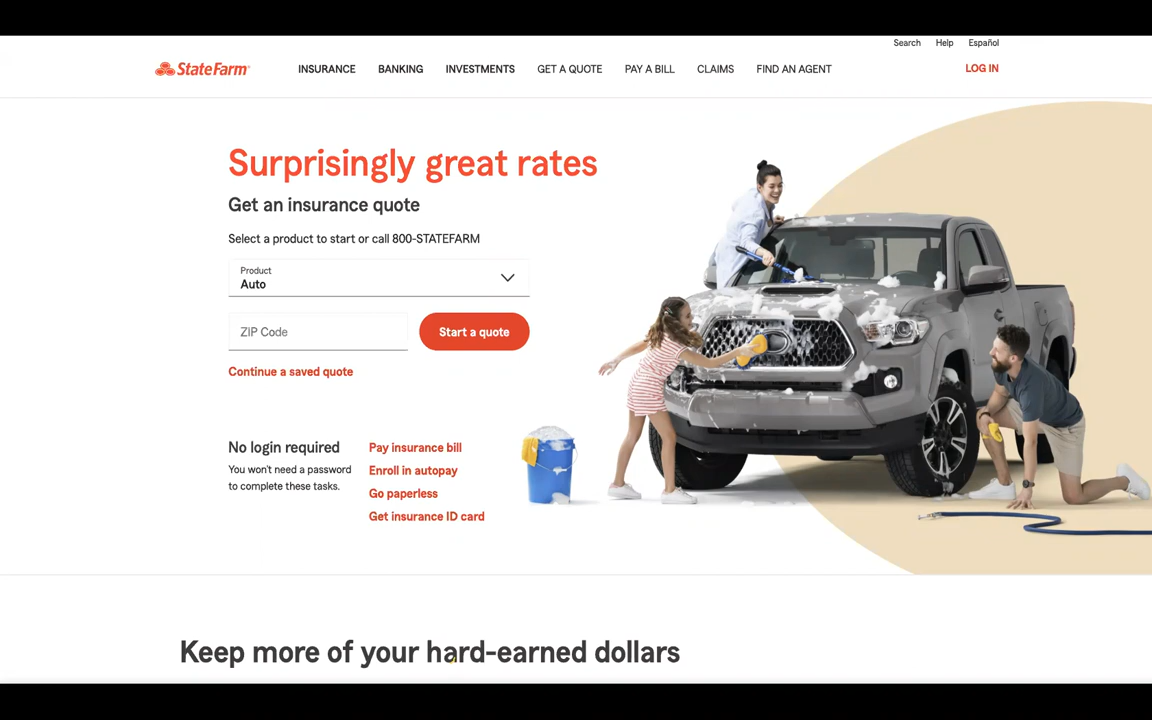 Search Help Español
State Farm
INSURANCE BANKING INVESTMENTS GET A QUOTE PAY A BILL CLAIMS FIND AN AGENT LOG IN
Surprisingly great rates
Get an insurance quote
Select a product to start or call 800-STATEFARM
Product
Auto
ZIP Code
Start a quote
Continue a saved quote
No login required
You won't need a password
to complete these tasks.
Pay insurance bill
Enroll in autopay
Go paperless
Get insurance ID card
Keep more of your hard-earned dollars